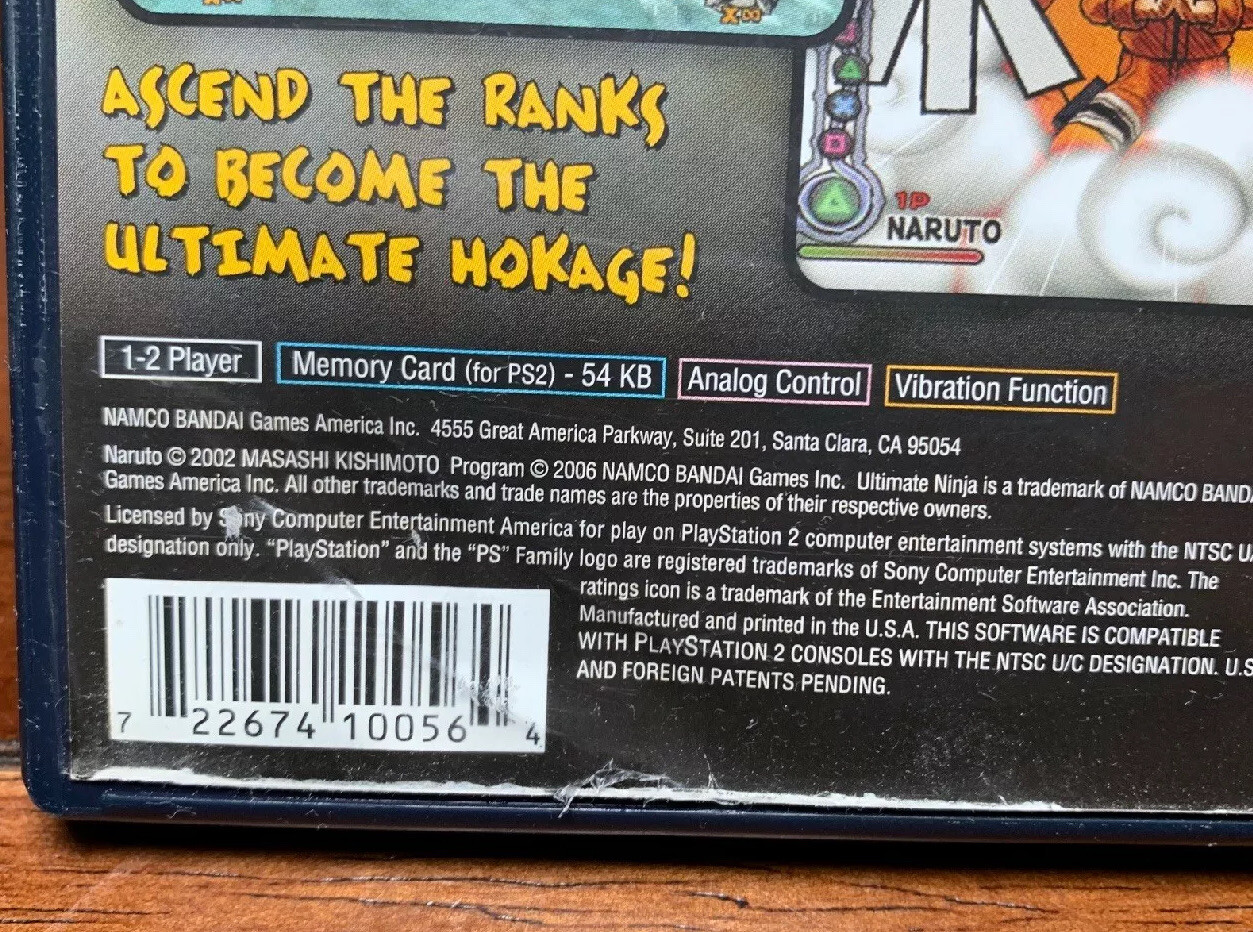 X∞
X∞
ASCEND THE RANKS
TO BECOME THE
ULTIMATE HOKAGE!
1P
NARUTO
1-2 Player
Memory Card (for PS2) - 54 KB
Analog Control
Vibration Function
NAMCO BANDAI Games America Inc. 4555 Great America Parkway, Suite 201, Santa Clara, CA 95054
Naruto © 2002 MASASHI KISHIMOTO Program © 2006 NAMCO BANDAI Games Inc. Ultimate Ninja is a trademark of NAMCO BANDA
Games America Inc. All other trademarks and trade names are the properties of their respective owners.
Licensed by Sony Computer Entertainment America for play on PlayStation 2 computer entertainment systems with the NTSC U/
designation only. “PlayStation” and the “PS” Family logo are registered trademarks of Sony Computer Entertainment Inc. The
ratings icon is a trademark of the Entertainment Software Association.
Manufactured and printed in the U.S.A. THIS SOFTWARE IS COMPATIBLE
WITH PLAYSTATION 2 CONSOLES WITH THE NTSC U/C DESIGNATION. U.S
AND FOREIGN PATENTS PENDING.
7 22674 10056 4